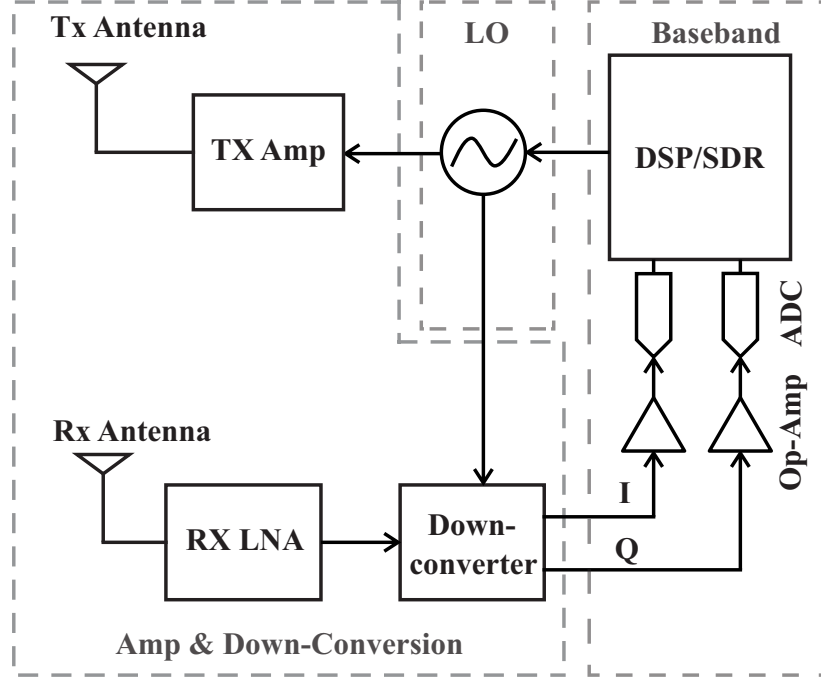 Tx Antenna
LO
Baseband
TX Amp
DSP/SDR
ADC
Op-Amp
Rx Antenna
I
Q
RX LNA
Down-
converter
Amp & Down-Conversion